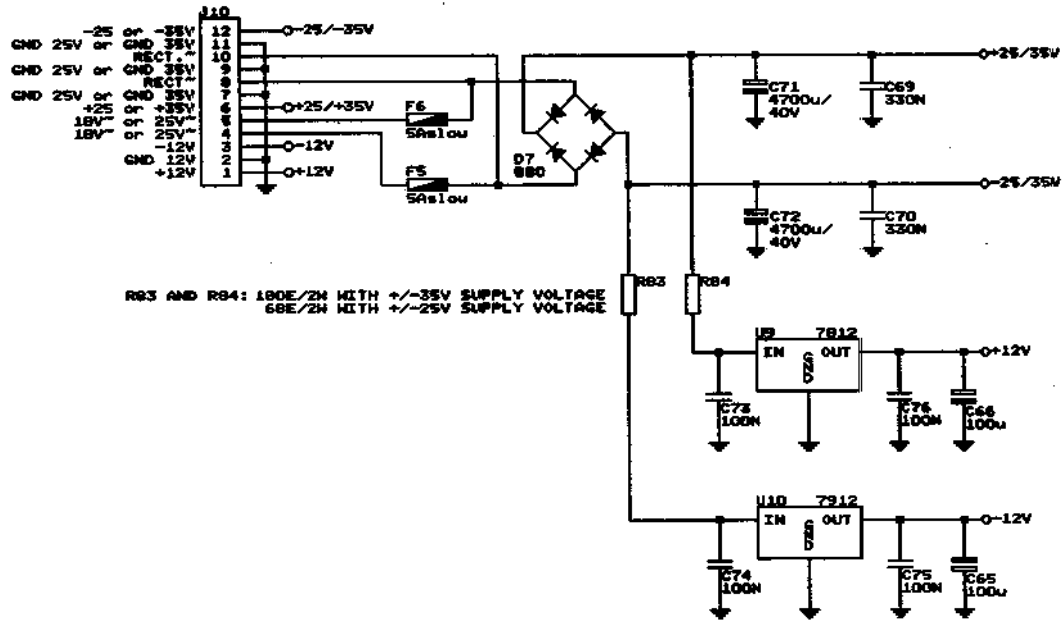 J10
-25 or -35V 12 -25/-35V
GND 25V or GND 35V 11
RECT.~ 10
GND 25V or GND 35V 9
RECT~ 8
GND 25V or GND 35V 7
+25 or +35V 6 +25/+35V
18V~ or 25V~ 5
18V~ or 25V~ 4
-12V 3 -12V
GND 12V 2
+12V 1 +12V
F6
5Aslow
F5
5Aslow
D7
B80
+25/35V
C71
4700u/
40V
C69
330N
-25/35V
C72
4700u/
40V
C70
330N
R83 AND R84: 180E/2W WITH +/-35V SUPPLY VOLTAGE
68E/2W WITH +/-25V SUPPLY VOLTAGE
R83
R84
U9 7812
IN GND OUT
+12V
C73
100N
C76
100N
C66
100u
U10 7912
IN GND OUT
-12V
C74
100N
C75
100N
C65
100u